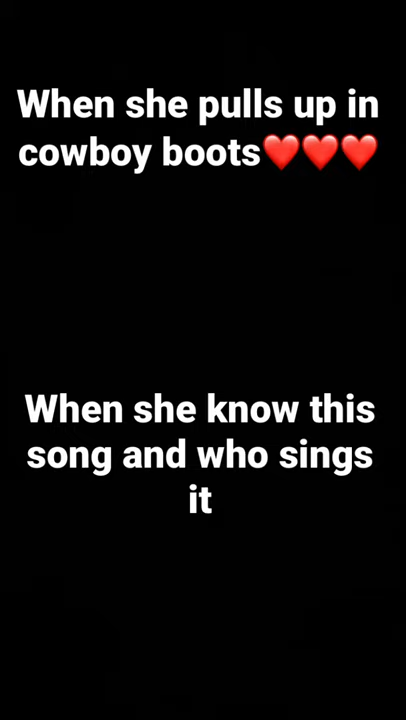 When she pulls up in
cowboy boots❤️❤️❤️
When she know this
song and who sings
it